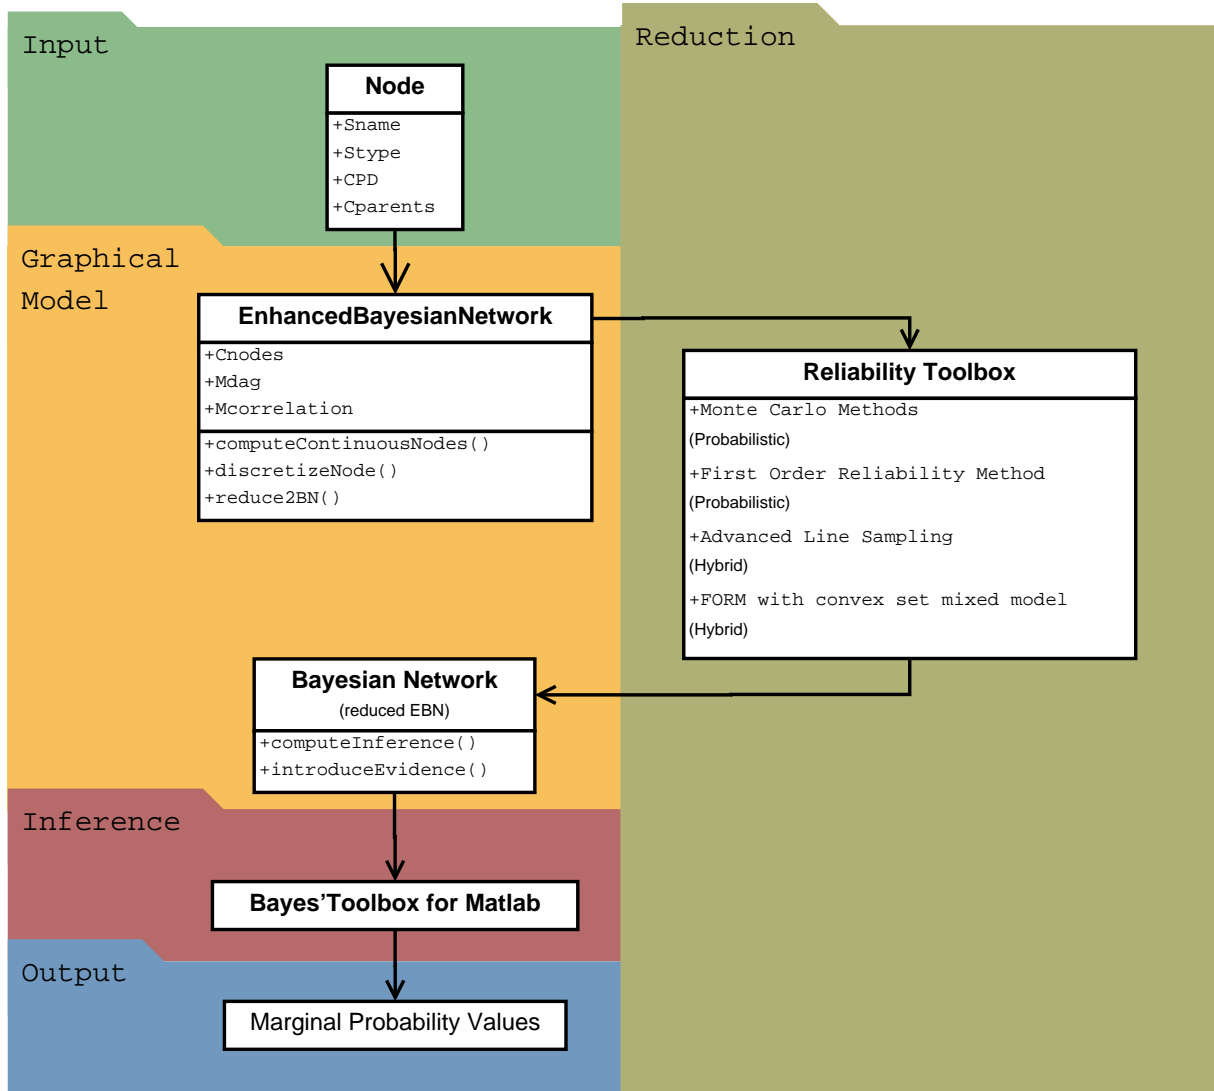 Input
Node
+Sname
+Stype
+CPD
+Cparents
Graphical
Model
EnhancedBayesianNetwork
+Cnodes
+Mdag
+Mcorrelation
+computeContinuousNodes()
+discretizeNode()
+reduce2BN()
Reduction
Reliability Toolbox
+Monte Carlo Methods
(Probabilistic)
+First Order Reliability Method
(Probabilistic)
+Advanced Line Sampling
(Hybrid)
+FORM with convex set mixed model
(Hybrid)
Bayesian Network
(reduced EBN)
+computeInference()
+introduceEvidence()
Inference
Bayes’Toolbox for Matlab
Output
Marginal Probability Values